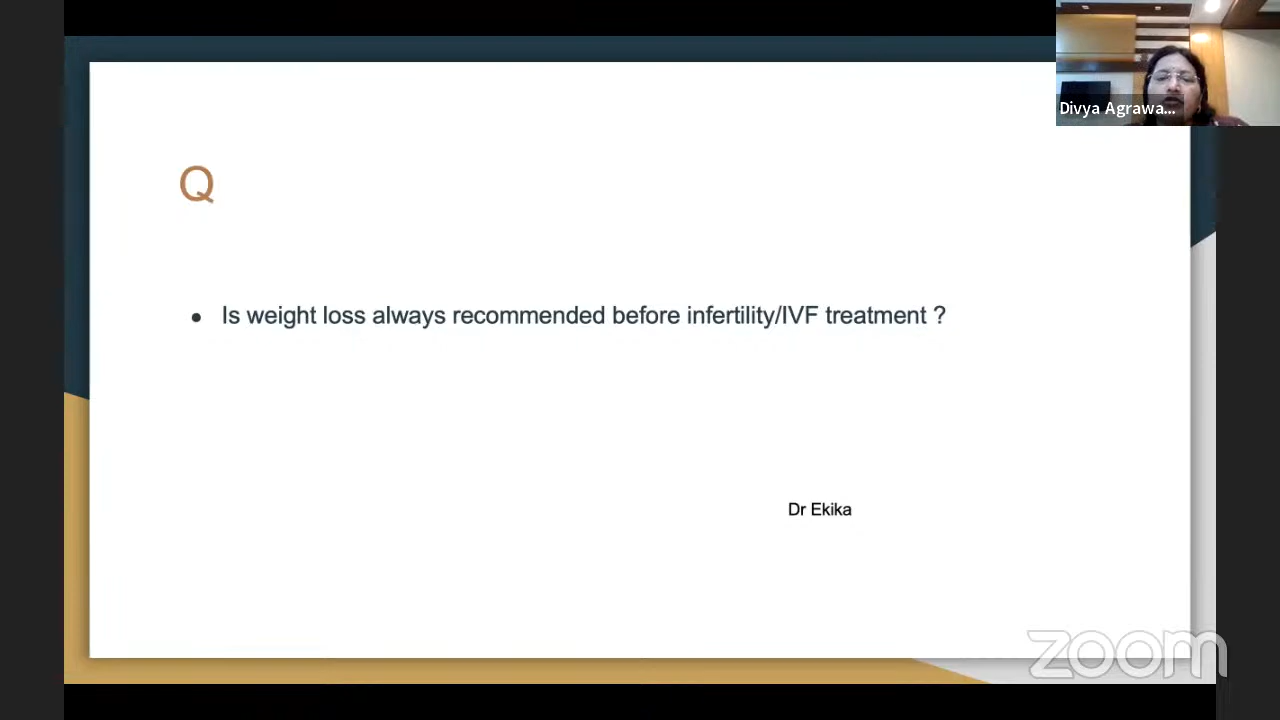 Divya Agrawa...
Q
• Is weight loss always recommended before infertility/IVF treatment ?
Dr Ekika
zoom